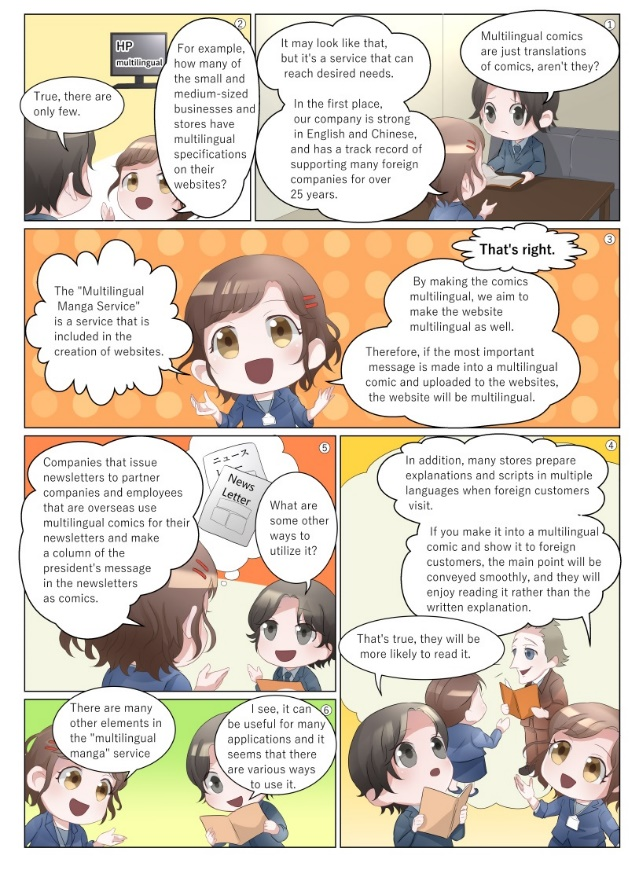 ①
Multilingual comics
are just translations
of comics, aren't they?
It may look like that,
but it's a service that can
reach desired needs.
In the first place,
our company is strong
in English and Chinese,
and has a track record of
supporting many foreign
companies for over
25 years.
②
HP
multilingual
For example,
how many of
the small and
medium-sized
businesses and
stores have
multilingual
specifications
on their
websites?
True, there are
only few.
③
That's right.
By making the comics
multilingual, we aim to
make the website
multilingual as well.
Therefore, if the most important
message is made into a multilingual
comic and uploaded to the websites,
the website will be multilingual.
The "Multilingual
Manga Service"
is a service that is
included in the
creation of websites.
④
In addition, many stores prepare
explanations and scripts in multiple
languages when foreign customers
visit.
If you make it into a multilingual
comic and show it to foreign
customers, the main point will be
conveyed smoothly, and they will
enjoy reading it rather than the
written explanation.
That's true, they will be
more likely to read it.
⑤
What are
some other
ways to
utilize it?
ニュース
News
Letter
Companies that issue
newsletters to partner
companies and employees
that are overseas use
multilingual comics for their
newsletters and make
a column of the
president's message
in the newsletters
as comics.
⑥
I see, it can
be useful for many
applications and it
seems that there
are various ways
to use it.
There are many
other elements in
the "multilingual
manga" service